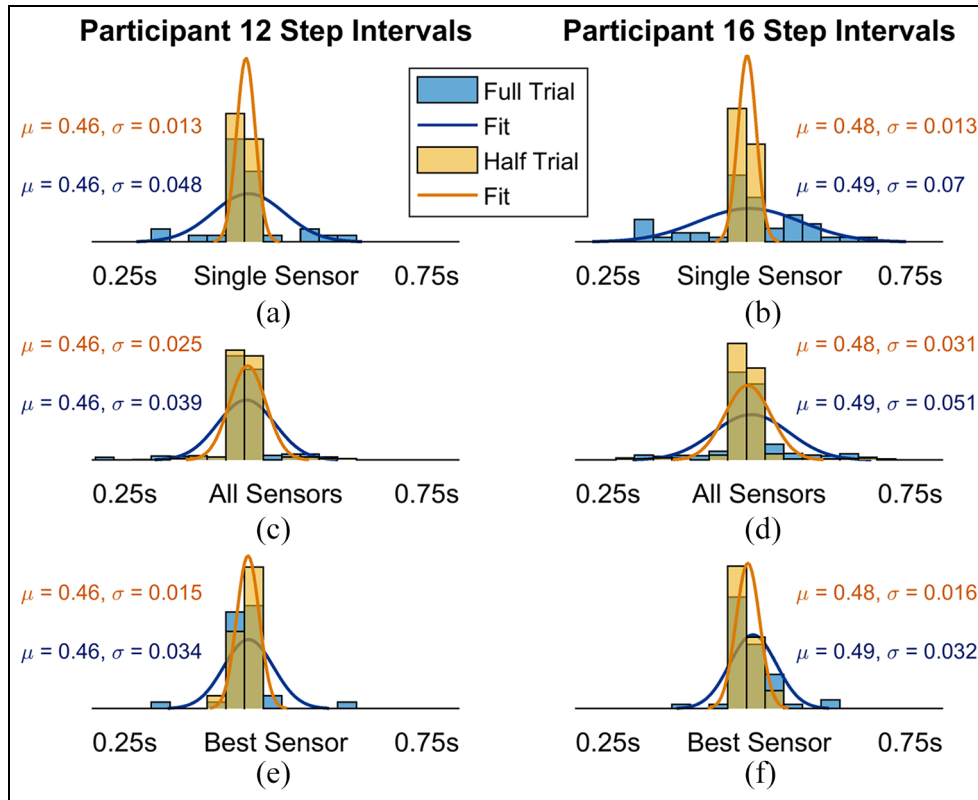 Participant 12 Step Intervals
Participant 16 Step Intervals
Full Trial
Fit
Half Trial
Fit
μ = 0.46, σ = 0.013
μ = 0.46, σ = 0.048
0.25s Single Sensor 0.75s
(a)
μ = 0.48, σ = 0.013
μ = 0.49, σ = 0.07
0.25s Single Sensor 0.75s
(b)
μ = 0.46, σ = 0.025
μ = 0.46, σ = 0.039
0.25s All Sensors 0.75s
(c)
μ = 0.48, σ = 0.031
μ = 0.49, σ = 0.051
0.25s All Sensors 0.75s
(d)
μ = 0.46, σ = 0.015
μ = 0.46, σ = 0.034
0.25s Best Sensor 0.75s
(e)
μ = 0.48, σ = 0.016
μ = 0.49, σ = 0.032
0.25s Best Sensor 0.75s
(f)